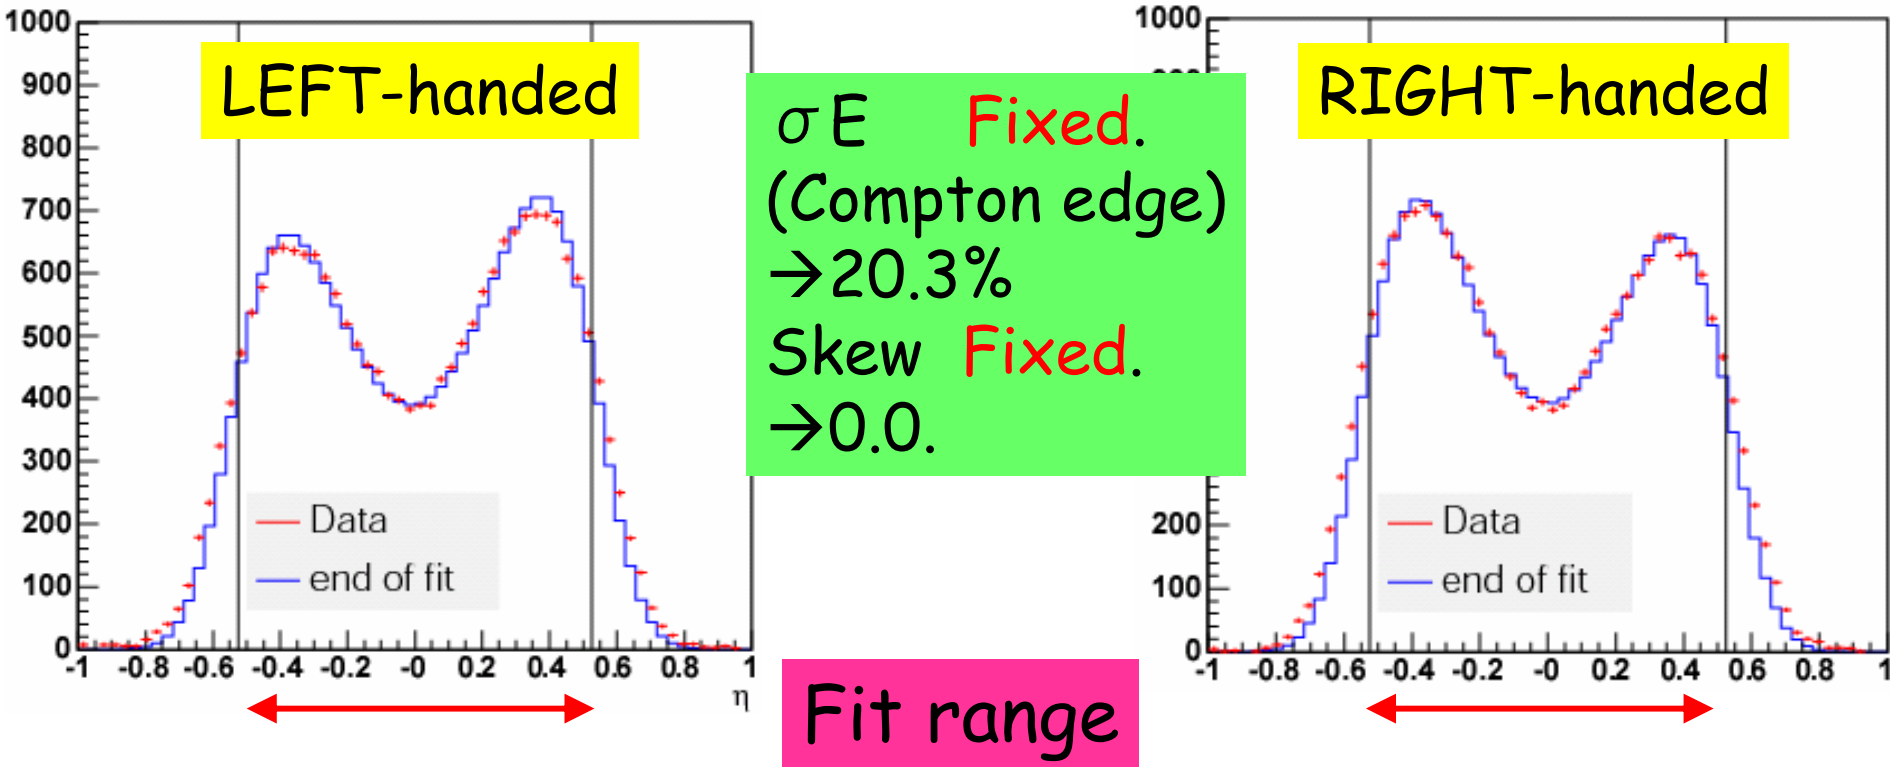 LEFT-handed
1000
900
800
700
600
500
400
300
200
100
0
Data
end of fit
-1 -0.8 -0.6 -0.4 -0.2 -0 0.2 0.4 0.6 0.8 1
η
σE Fixed.
(Compton edge)
→20.3%
Skew Fixed.
→0.0.
Fit range
RIGHT-handed
1000
200
100
0
Data
end of fit
-1 -0.8 -0.6 -0.4 -0.2 -0 0.2 0.4 0.6 0.8 1